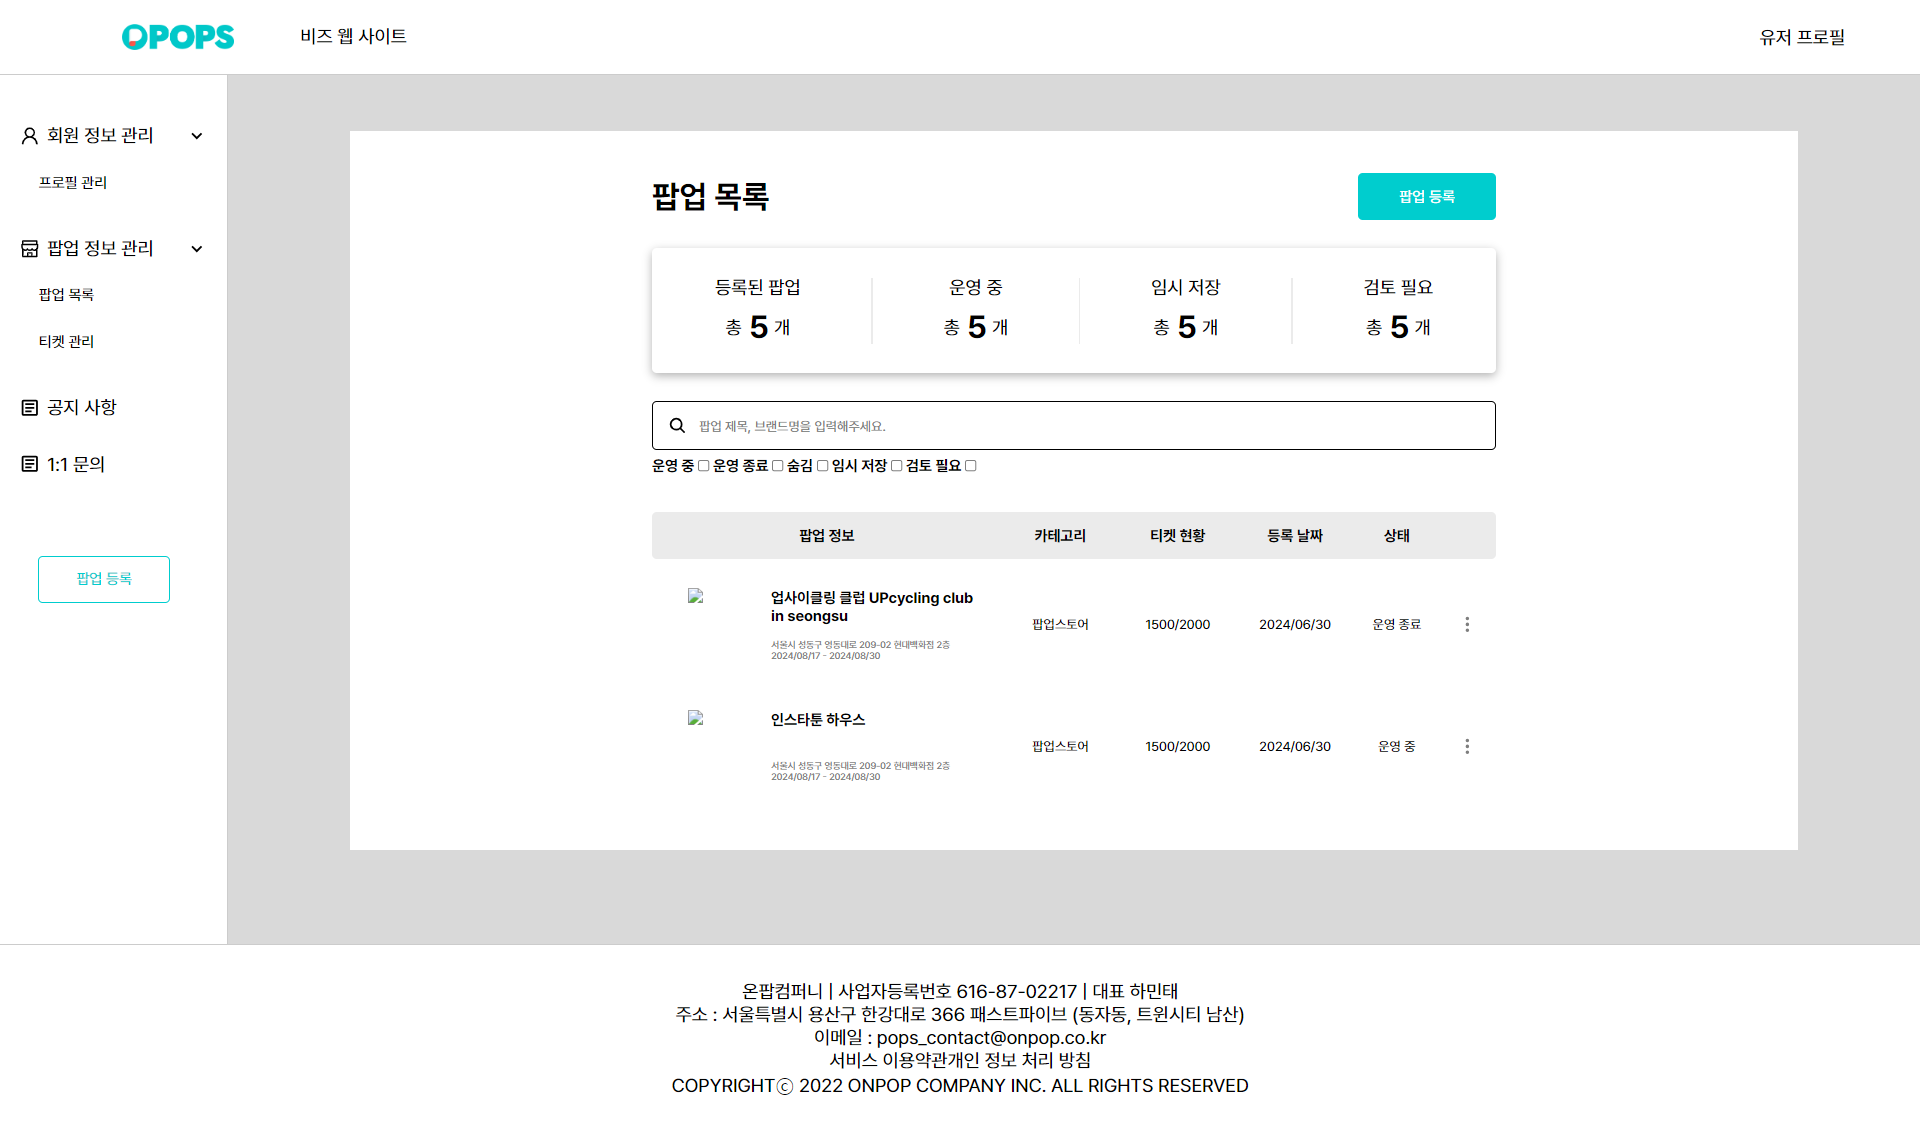 OPOPS
비즈 웹 사이트
유저 프로필
회원 정보 관리
프로필 관리
팝업 정보 관리
팝업 목록
티켓 관리
공지 사항
1:1 문의
팝업 등록
팝업 목록
팝업 등록
등록된 팝업
총 5 개
운영 중
총 5 개
임시 저장
총 5 개
검토 필요
총 5 개
팝업 제목, 브랜드명을 입력해주세요.
운영 중 운영 종료 숨김 임시 저장 검토 필요
팝업 정보 카테고리 티켓 현황 등록 날짜 상태
업사이클링 클럽 UPcycling club
in seongsu
서울시 성동구 영동대로 209-02 현대백화점 2층
2024/08/17 - 2024/08/30
팝업스토어 1500/2000 2024/06/30 운영 종료
인스타툰 하우스
서울시 성동구 영동대로 209-02 현대백화점 2층
2024/08/17 - 2024/08/30
팝업스토어 1500/2000 2024/06/30 운영 중
온팝컴퍼니 | 사업자등록번호 616-87-02217 | 대표 하민태
주소 : 서울특별시 용산구 한강대로 366 패스트파이브 (동자동, 트윈시티 남산)
이메일 : pops_contact@onpop.co.kr
서비스 이용약관개인 정보 처리 방침
COPYRIGHTⓒ 2022 ONPOP COMPANY INC. ALL RIGHTS RESERVED